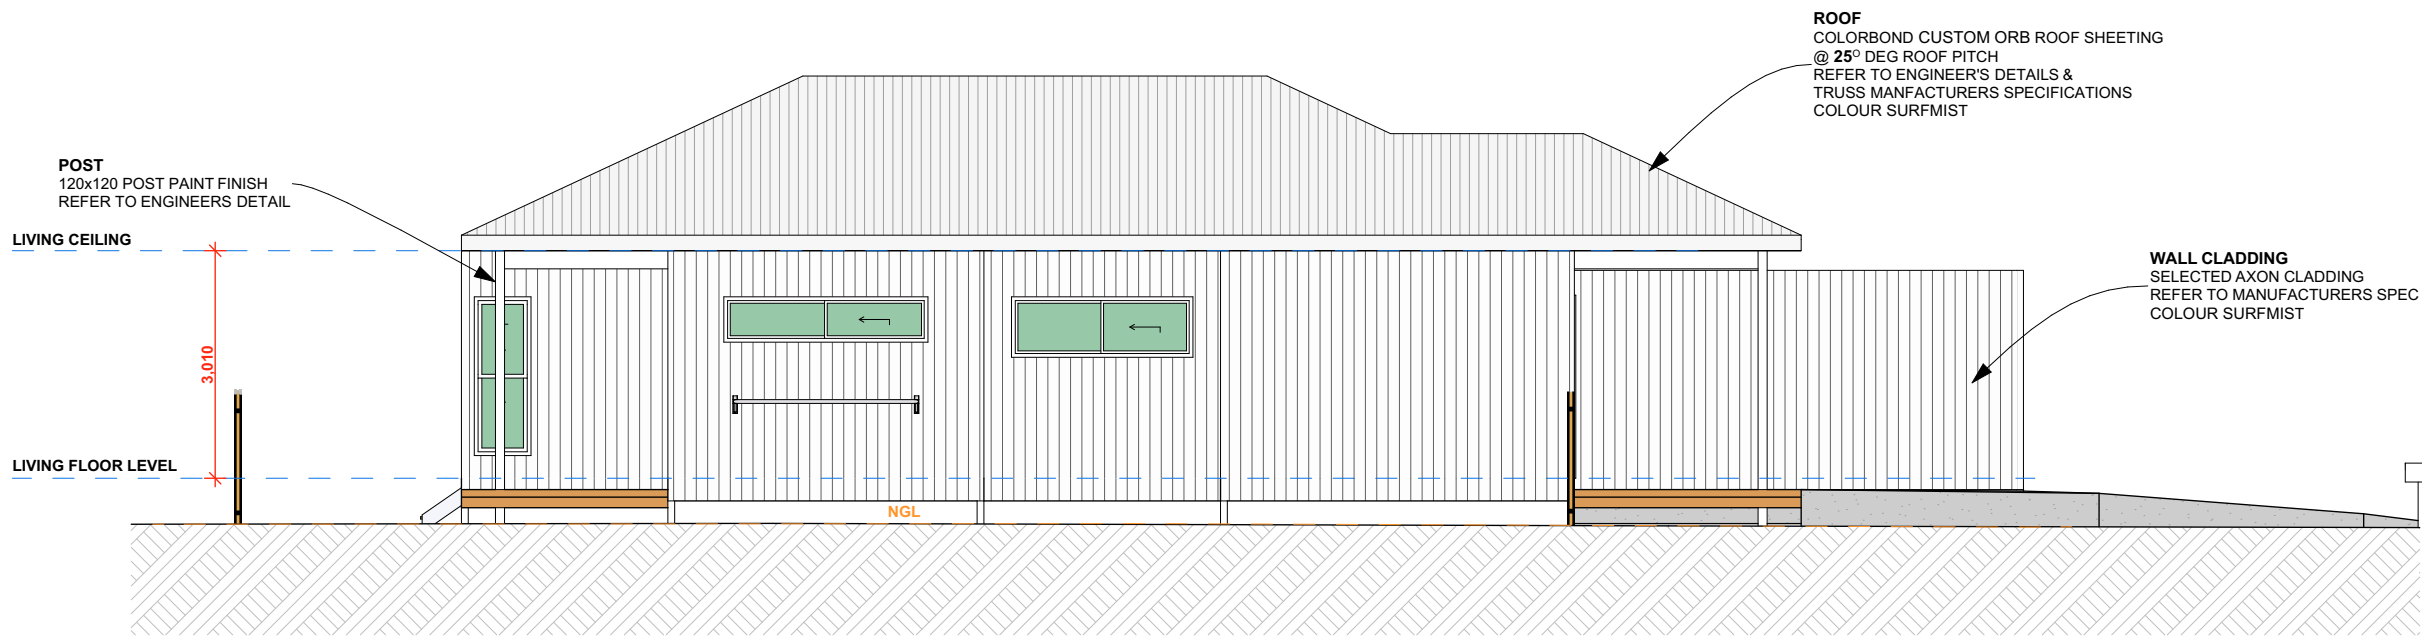 ROOF
COLORBOND CUSTOM ORB ROOF SHEETING
@ 25° DEG ROOF PITCH
REFER TO ENGINEER'S DETAILS &
TRUSS MANFACTURERS SPECIFICATIONS
COLOUR SURFMIST
POST
120x120 POST PAINT FINISH
REFER TO ENGINEERS DETAIL
LIVING CEILING
WALL CLADDING
SELECTED AXON CLADDING
REFER TO MANUFACTURERS SPEC
COLOUR SURFMIST
3,010
LIVING FLOOR LEVEL
NGL